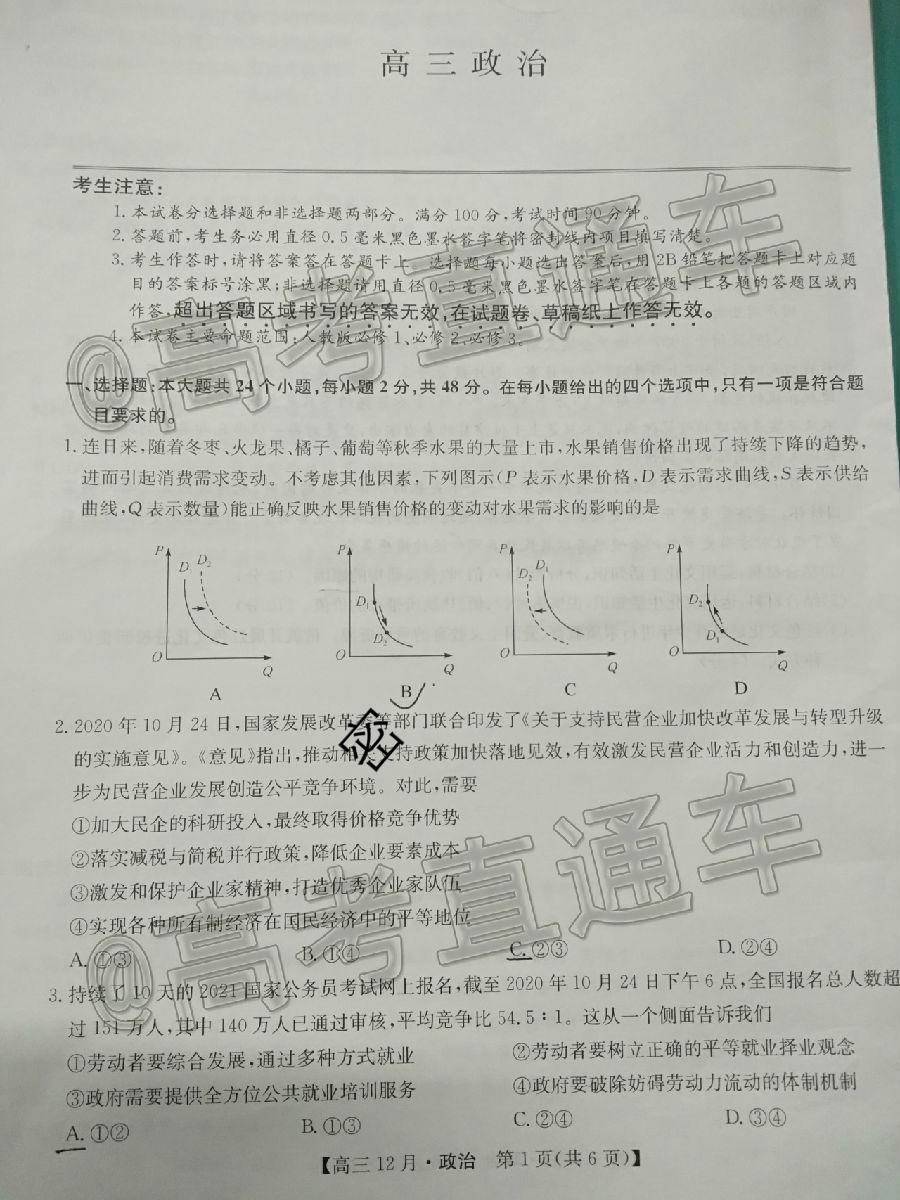 高三政治
考生注意:
1. 本试卷分选择题和非选择题两部分。满分100分,考试时间90分钟。
2. 答题前,考生务必用直径0.5毫米黑色墨水签字笔将密封线内项目填写清楚。
3. 考生作答时,请将答案答在答题卡上。选择题每小题选出答案后,用2B铅笔把答题卡上对应题
目的答案标号涂黑;非选择题请用直径0.5毫米黑色墨水签字笔在答题卡上各题的答题区域内
作答,超出答题区域书写的答案无效,在试题卷、草稿纸上作答无效。
4. 本试卷主要命题范围:人教版必修1、必修2、必修3。
@高考直通车
一、选择题:本大题共24个小题,每小题2分,共48分。在每小题给出的四个选项中,只有一项是符合题
目要求的。
1. 连日来,随着冬枣、火龙果、橘子、葡萄等秋季水果的大量上市,水果销售价格出现了持续下降的趋势,
进而引起消费需求变动。不考虑其他因素,下列图示(P表示水果价格,D表示需求曲线,S表示供给
曲线,Q表示数量)能正确反映水果销售价格的变动对水果需求的影响的是
P D1 D2 O Q
P D1 D2 O Q
P D1 D2 O Q
P D2 D1 O Q
A B C D
2. 2020年10月24日,国家发展改革委等部门联合印发了《关于支持民营企业加快改革发展与转型升级
的实施意见》。《意见》指出,推动相关支持政策加快落地见效,有效激发民营企业活力和创造力,进一
步为民营企业发展创造公平竞争环境。对此,需要
密
①加大民企的科研投入,最终取得价格竞争优势
②落实减税与简税并行政策,降低企业要素成本
③激发和保护企业家精神,打造优秀企业家队伍
④实现各种所有制经济在国民经济中的平等地位
A. ①③ B. ①④ C. ②③ D. ②④
@高考直通车
3. 持续了10天的2021国家公务员考试网上报名,截至2020年10月24日下午6点,全国报名总人数超
过151万人,其中140万人已通过审核,平均竞争比54.5∶1。这从一个侧面告诉我们
①劳动者要综合发展,通过多种方式就业 ②劳动者要树立正确的平等就业择业观念
③政府需要提供全方位公共就业培训服务 ④政府要破除妨碍劳动力流动的体制机制
A. ①② B. ①③ C. ②④ D. ③④
【高三12月·政治 第1页(共6页)】